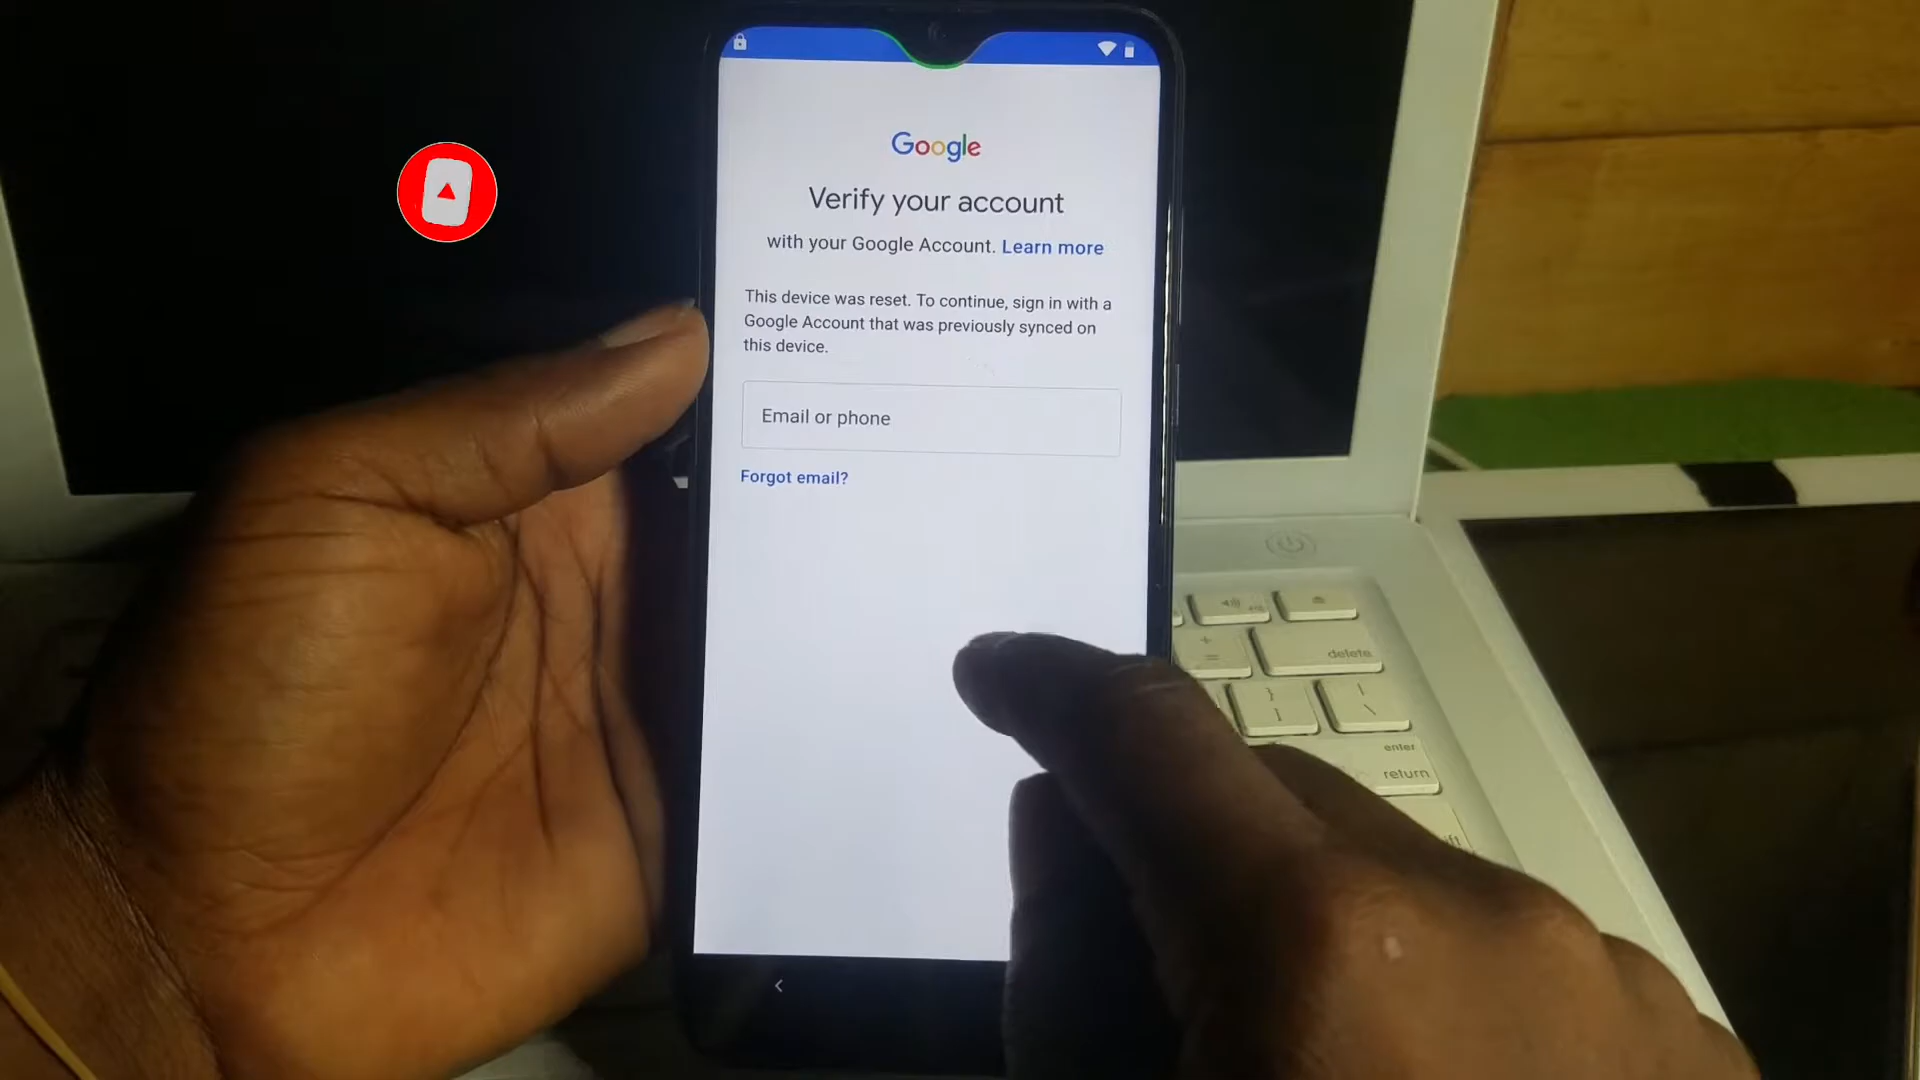 Google
Verify your account
with your Google Account. Learn more
This device was reset. To continue, sign in with a
Google Account that was previously synced on
this device.
Email or phone
Forgot email?
+
=
delete
}
]
|
\
enter
return